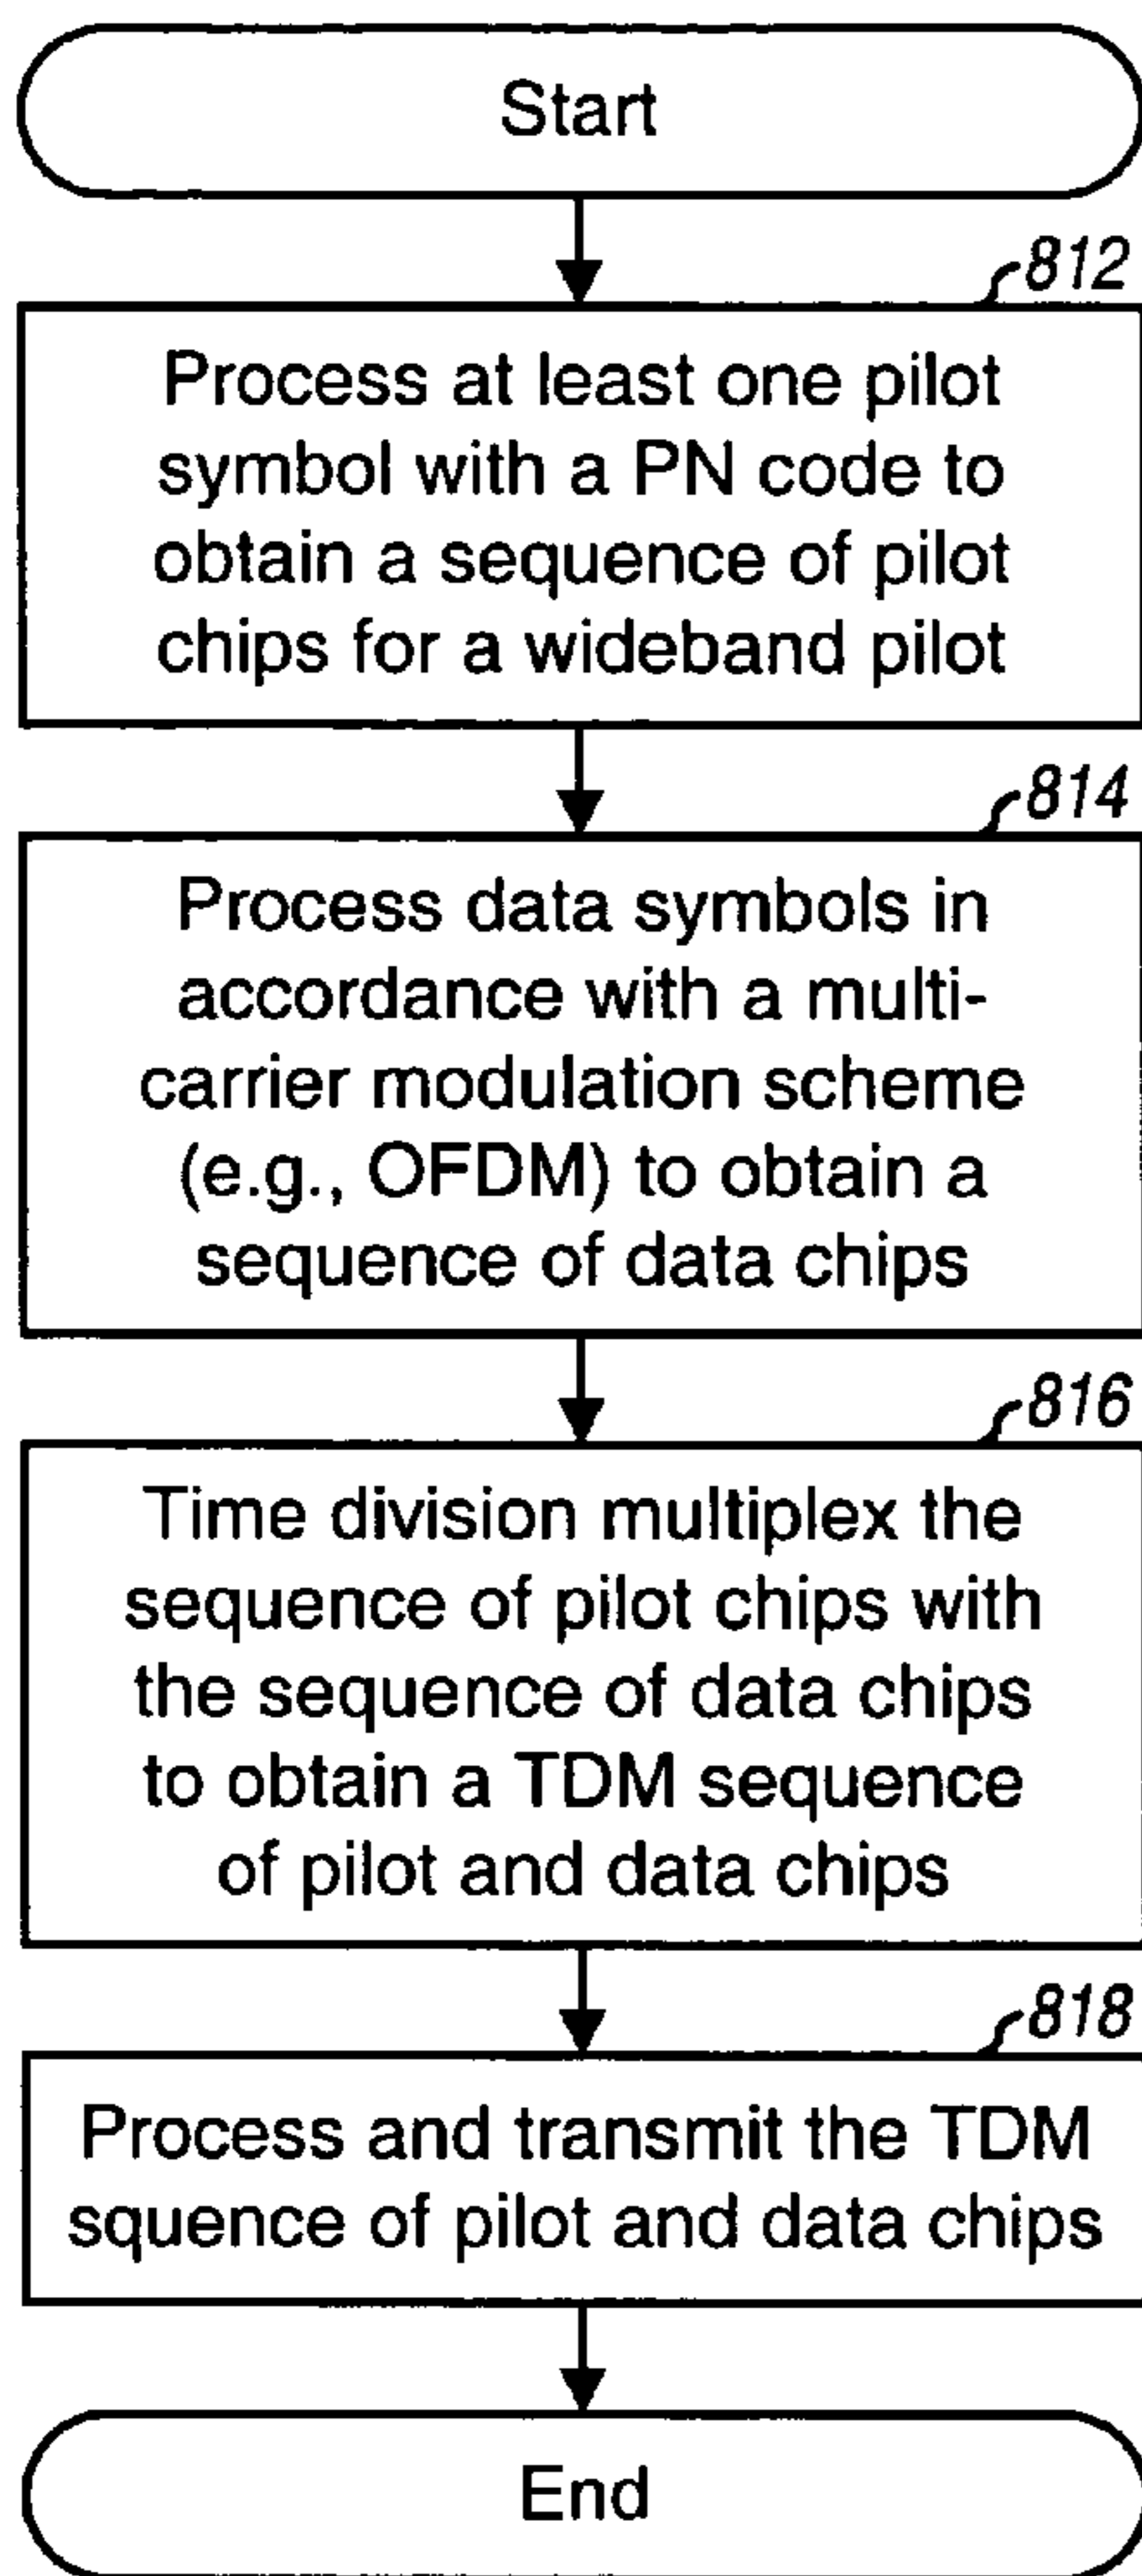 Start
812
Process at least one pilot
symbol with a PN code to
obtain a sequence of pilot
chips for a wideband pilot
814
Process data symbols in
accordance with a multi-
carrier modulation scheme
(e.g., OFDM) to obtain a
sequence of data chips
816
Time division multiplex the
sequence of pilot chips with
the sequence of data chips
to obtain a TDM sequence
of pilot and data chips
818
Process and transmit the TDM
squence of pilot and data chips
End